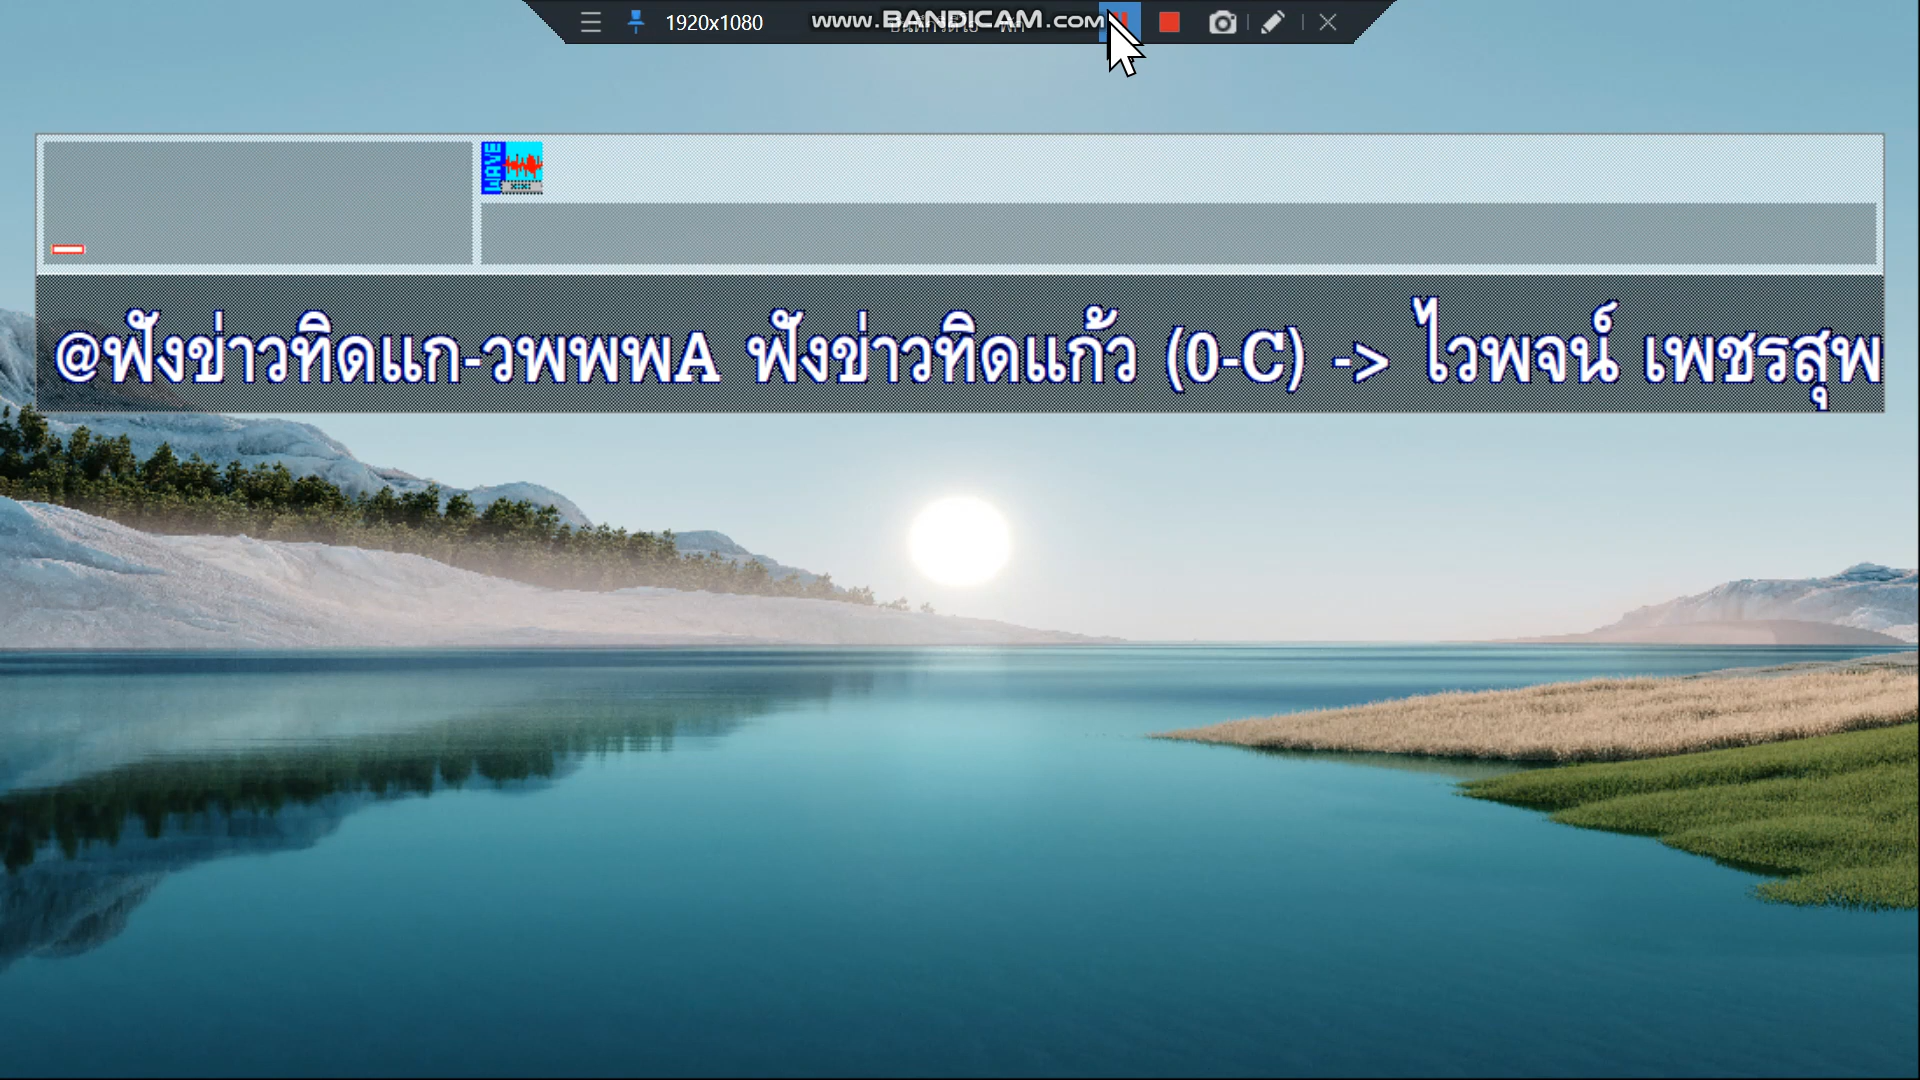 1920x1080
www.BANDICAM.com
WAVE
@ฟังข่าวทิดแก-วพพพA ฟังข่าวทิดแก้ว (0-C) -> ไวพจน์ เพชรสุพ